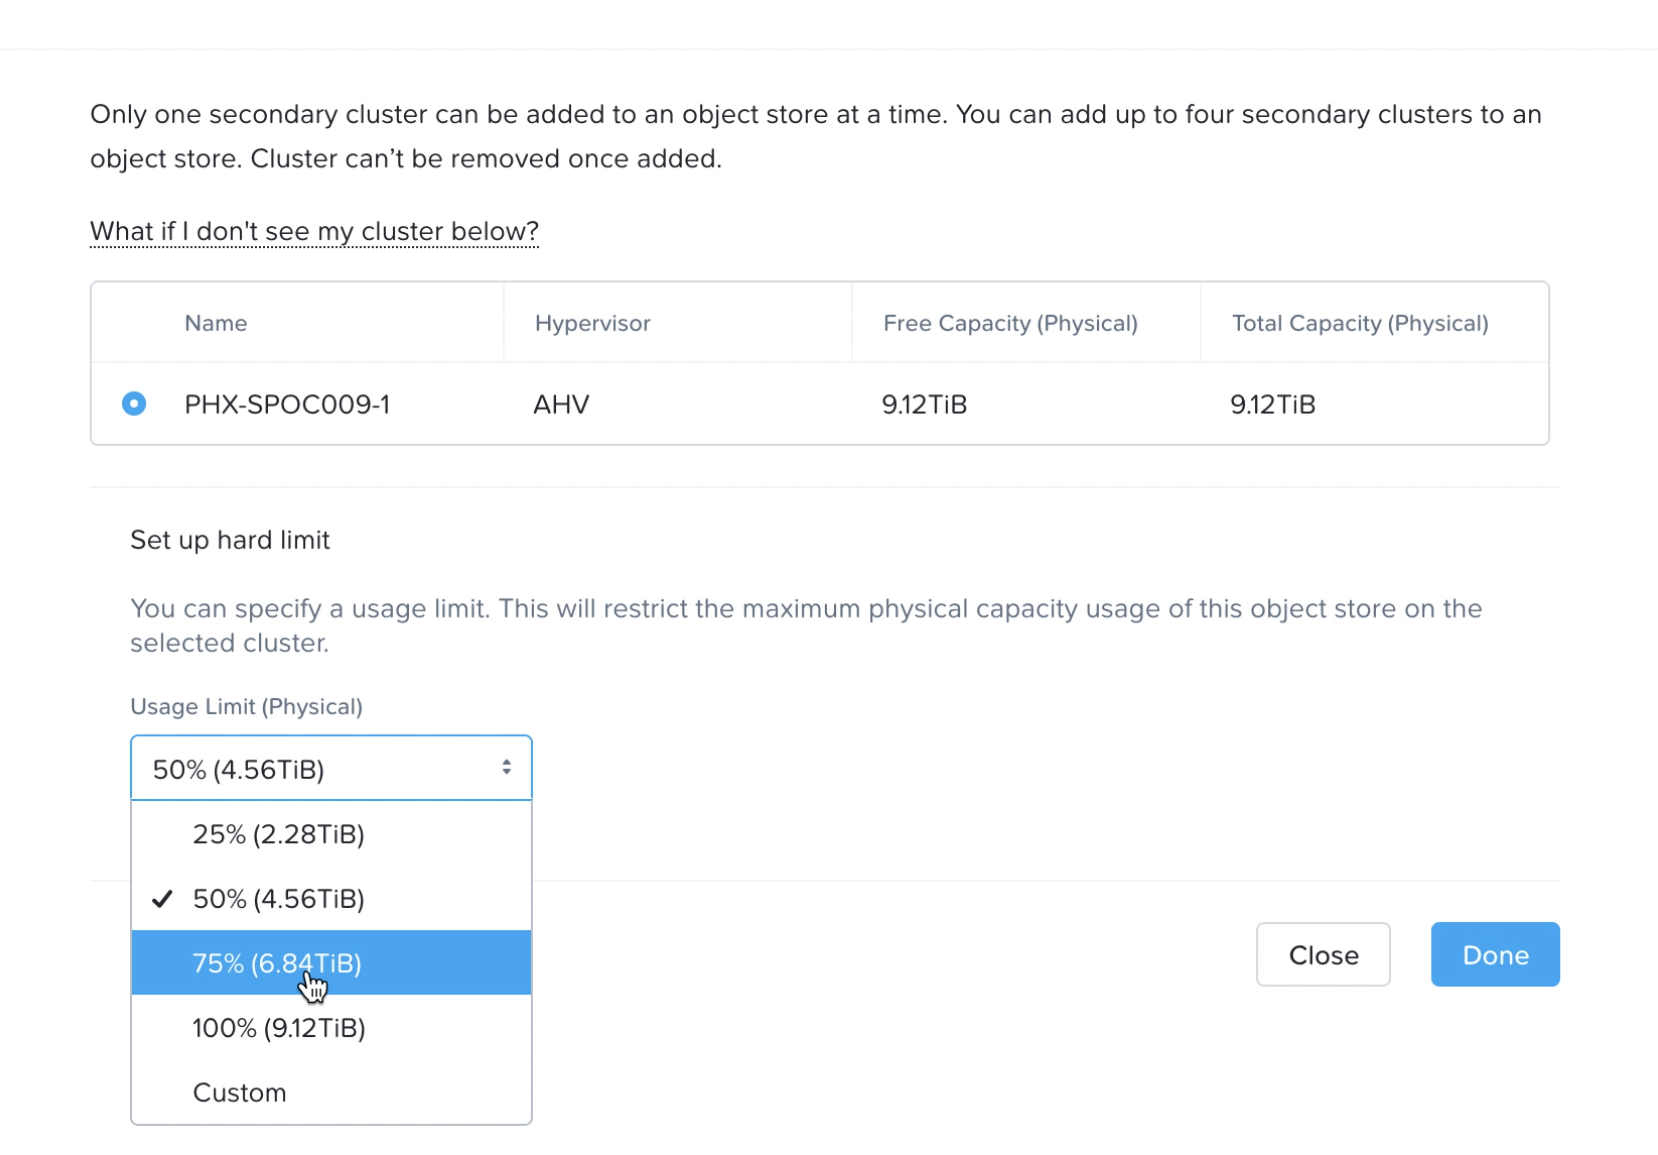 Only one secondary cluster can be added to an object store at a time. You can add up to four secondary clusters to an
object store. Cluster can’t be removed once added.
What if I don't see my cluster below?
Name Hypervisor Free Capacity (Physical) Total Capacity (Physical)
PHX-SPOC009-1 AHV 9.12TiB 9.12TiB
Set up hard limit
You can specify a usage limit. This will restrict the maximum physical capacity usage of this object store on the
selected cluster.
Usage Limit (Physical)
50% (4.56TiB)
25% (2.28TiB)
50% (4.56TiB)
75% (6.84TiB)
100% (9.12TiB)
Custom
Close Done